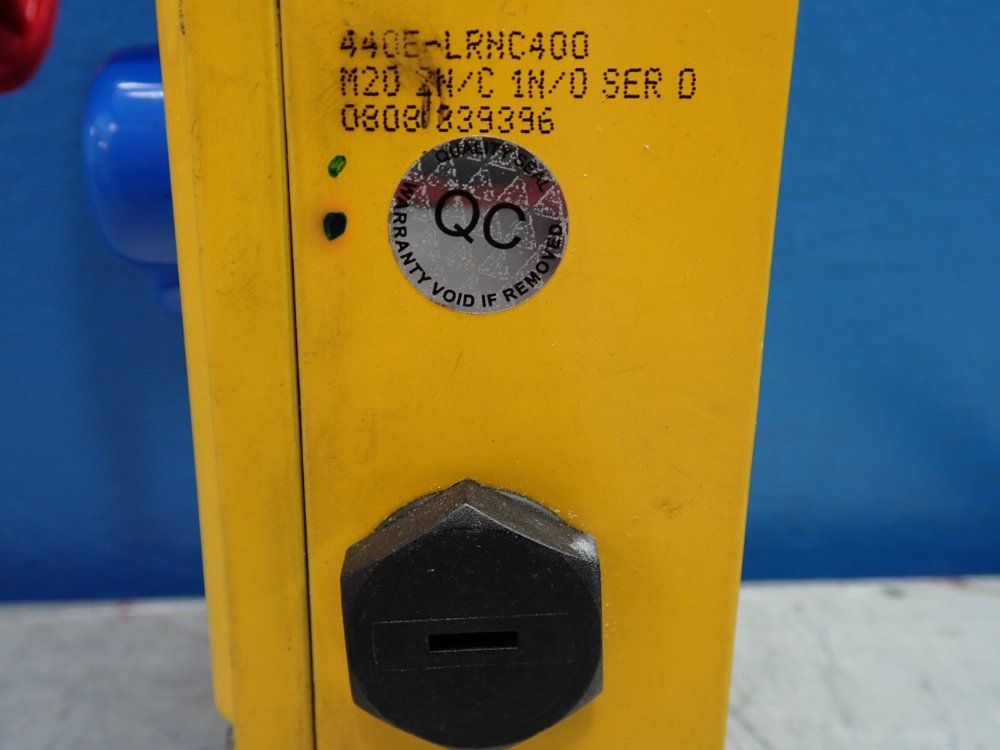 440E-LRNC400
M20 2N/C 1N/O SER D
0808 839396
QUALITY SEAL
QC
WARRANTY VOID IF REMOVED